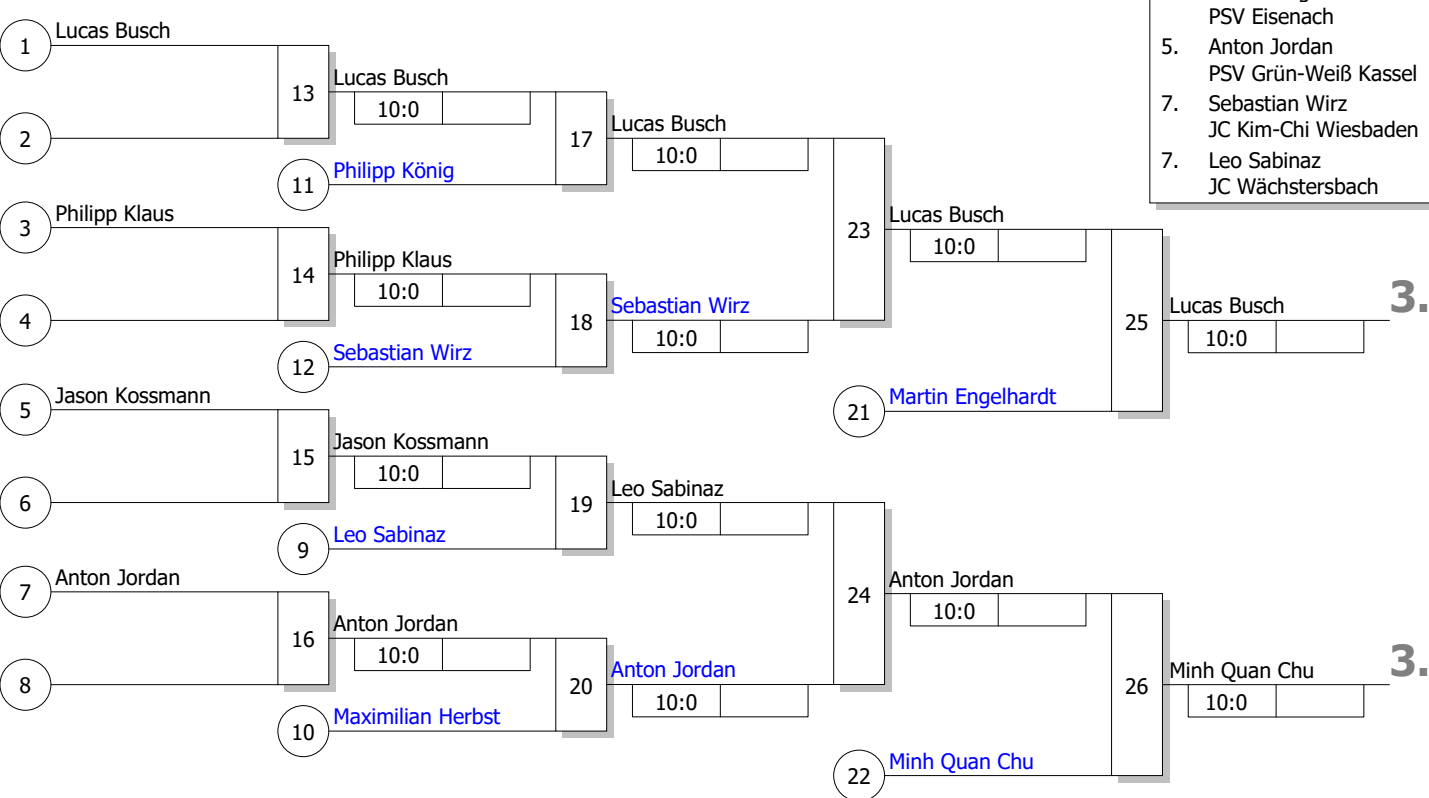 PSV Eisenach
5. Anton Jordan
PSV Grün-Weiß Kassel
7. Sebastian Wirz
JC Kim-Chi Wiesbaden
7. Leo Sabinaz
JC Wächstersbach
1 Lucas Busch
2
13 Lucas Busch
10:0
11 Philipp König
17 Lucas Busch
10:0
3 Philipp Klaus
4
14 Philipp Klaus
10:0
12 Sebastian Wirz
18 Sebastian Wirz
10:0
23 Lucas Busch
10:0
21 Martin Engelhardt
25 Lucas Busch
10:0
3.
5 Jason Kossmann
6
15 Jason Kossmann
10:0
9 Leo Sabinaz
19 Leo Sabinaz
10:0
7 Anton Jordan
8
16 Anton Jordan
10:0
10 Maximilian Herbst
20 Anton Jordan
10:0
24 Anton Jordan
10:0
22 Minh Quan Chu
26 Minh Quan Chu
10:0
3.